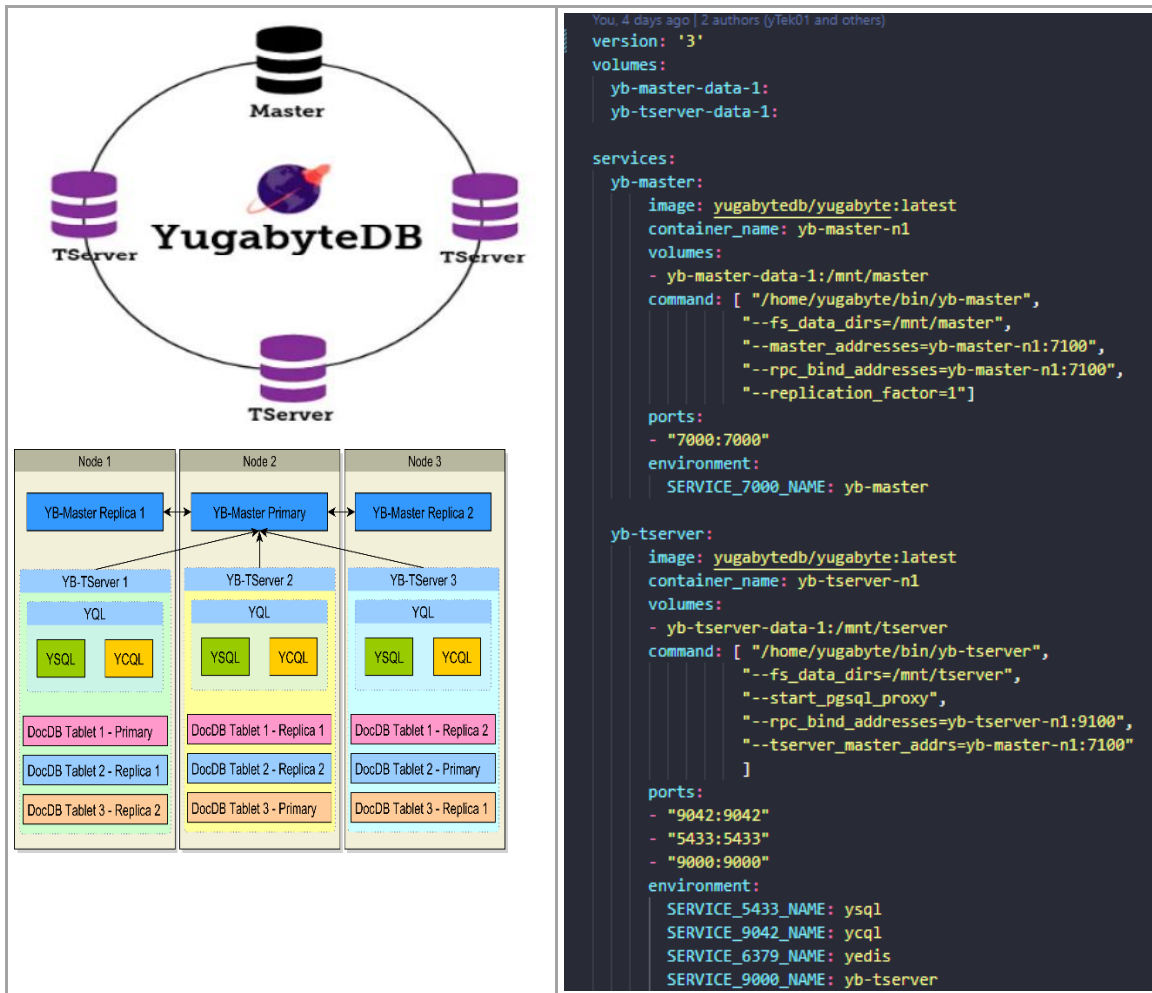 Master
TServer
YugabyteDB
TServer
TServer
Node 1
Node 2
Node 3
YB-Master Replica 1
YB-Master Primary
YB-Master Replica 2
YB-TServer 1
YB-TServer 2
YB-TServer 3
YQL
YQL
YQL
YSQL
YCQL
YSQL
YCQL
YSQL
YCQL
DocDB Tablet 1 - Primary
DocDB Tablet 1 - Replica 1
DocDB Tablet 1 - Replica 2
DocDB Tablet 2 - Replica 1
DocDB Tablet 2 - Replica 2
DocDB Tablet 2 - Primary
DocDB Tablet 3 - Replica 2
DocDB Tablet 3 - Primary
DocDB Tablet 3 - Replica 1
You, 4 days ago | 2 authors (yTek01 and others)
version: '3'
volumes:
yb-master-data-1:
yb-tserver-data-1:
services:
yb-master:
image: yugabytedb/yugabyte:latest
container_name: yb-master-n1
volumes:
- yb-master-data-1:/mnt/master
command: [ "/home/yugabyte/bin/yb-master",
"--fs_data_dirs=/mnt/master",
"--master_addresses=yb-master-n1:7100",
"--rpc_bind_addresses=yb-master-n1:7100",
"--replication_factor=1"]
ports:
- "7000:7000"
environment:
SERVICE_7000_NAME: yb-master
yb-tserver:
image: yugabytedb/yugabyte:latest
container_name: yb-tserver-n1
volumes:
- yb-tserver-data-1:/mnt/tserver
command: [ "/home/yugabyte/bin/yb-tserver",
"--fs_data_dirs=/mnt/tserver",
"--start_pgsql_proxy",
"--rpc_bind_addresses=yb-tserver-n1:9100",
"--tserver_master_addrs=yb-master-n1:7100"
]
ports:
- "9042:9042"
- "5433:5433"
- "9000:9000"
environment:
SERVICE_5433_NAME: ysql
SERVICE_9042_NAME: ycql
SERVICE_6379_NAME: yedis
SERVICE_9000_NAME: yb-tserver